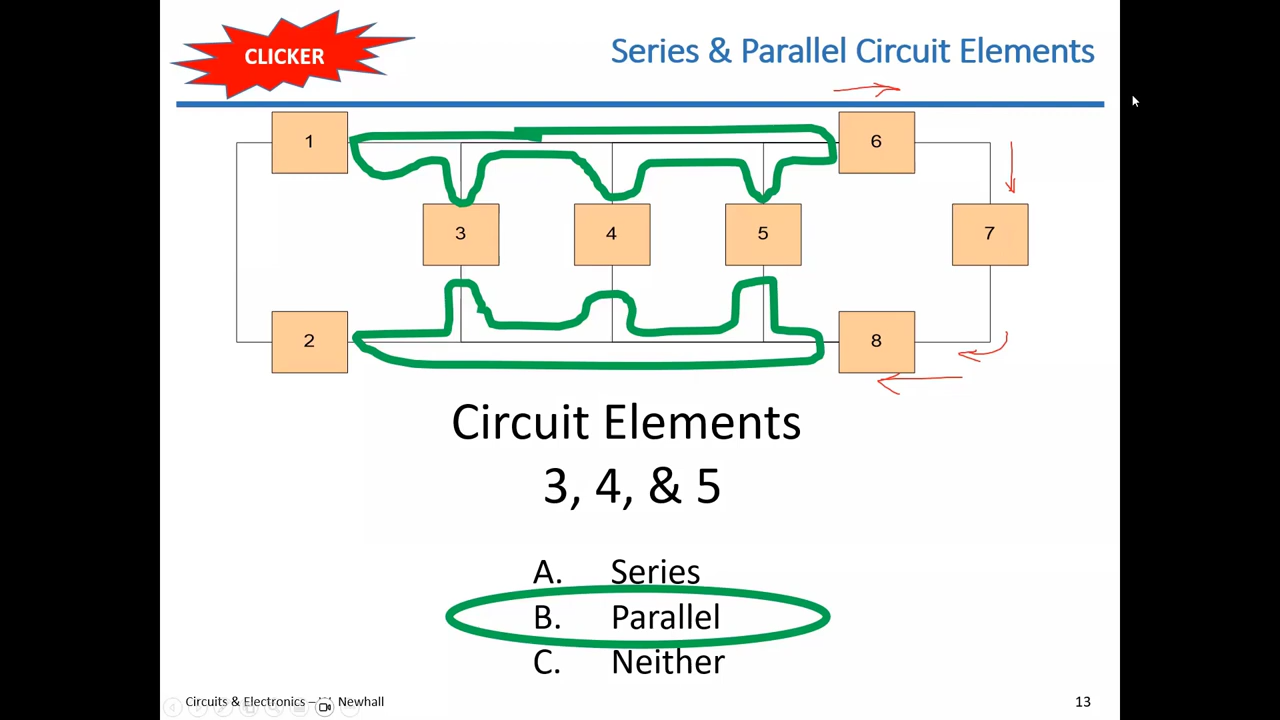 CLICKER
Series & Parallel Circuit Elements
1
6
3
4
5
7
2
8
Circuit Elements
3, 4, & 5
A. Series
B. Parallel
C. Neither
Circuits & Electronics – Newhall
13